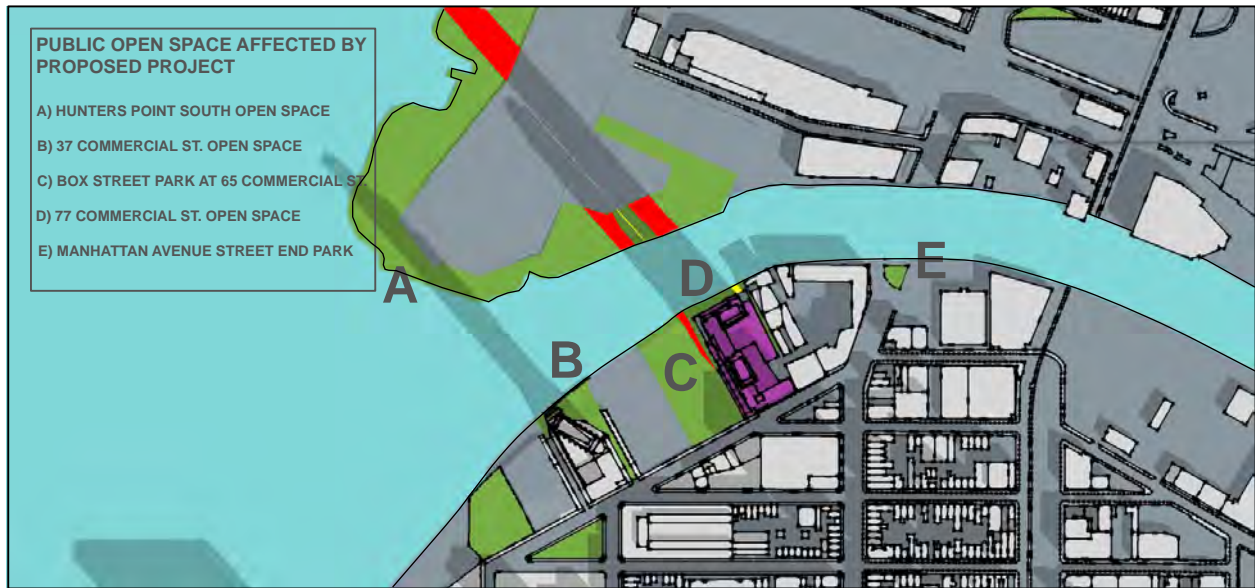 PUBLIC OPEN SPACE AFFECTED BY
PROPOSED PROJECT
A) HUNTERS POINT SOUTH OPEN SPACE
B) 37 COMMERCIAL ST. OPEN SPACE
C) BOX STREET PARK AT 65 COMMERCIAL ST.
D) 77 COMMERCIAL ST. OPEN SPACE
E) MANHATTAN AVENUE STREET END PARK
A
B
C
D
E